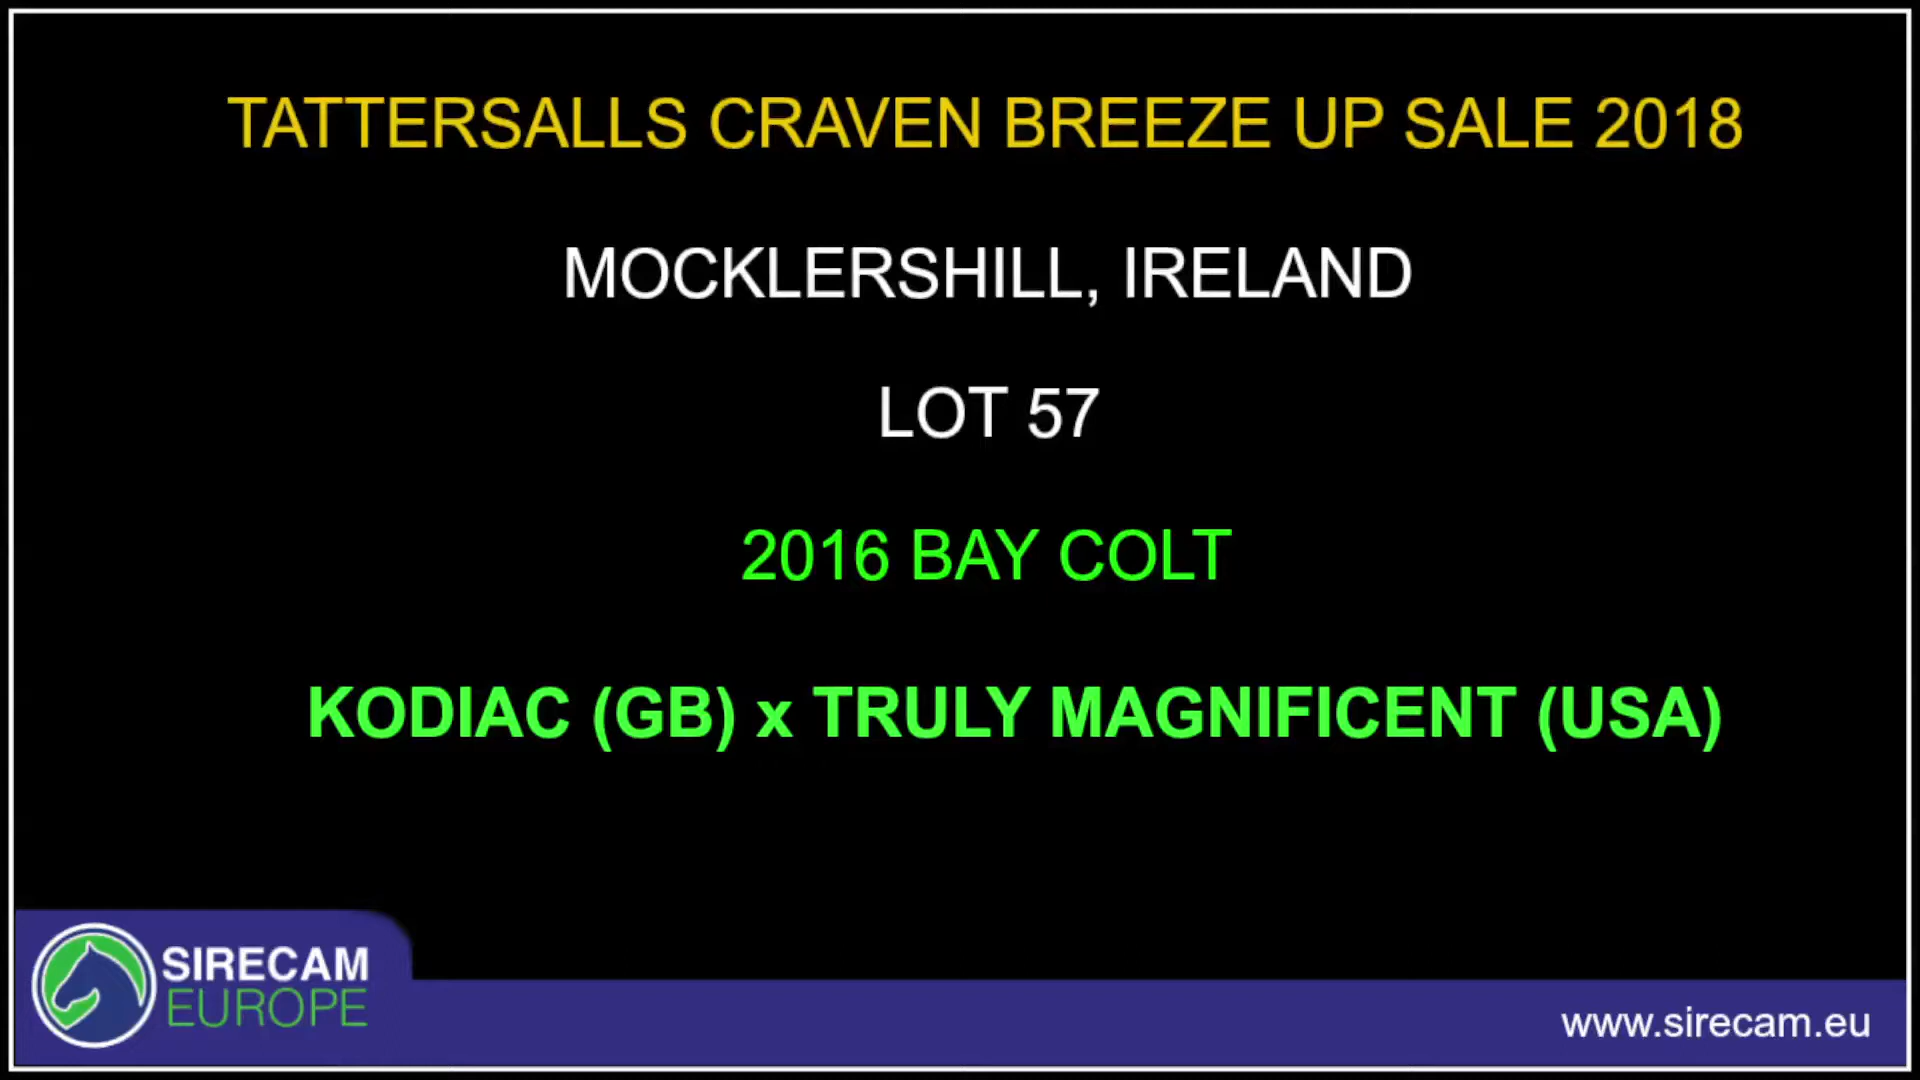 TATTERSALLS CRAVEN BREEZE UP SALE 2018
MOCKLERSHILL, IRELAND
LOT 57
2016 BAY COLT
KODIAC (GB) x TRULY MAGNIFICENT (USA)
SIRECAM
EUROPE
www.sirecam.eu